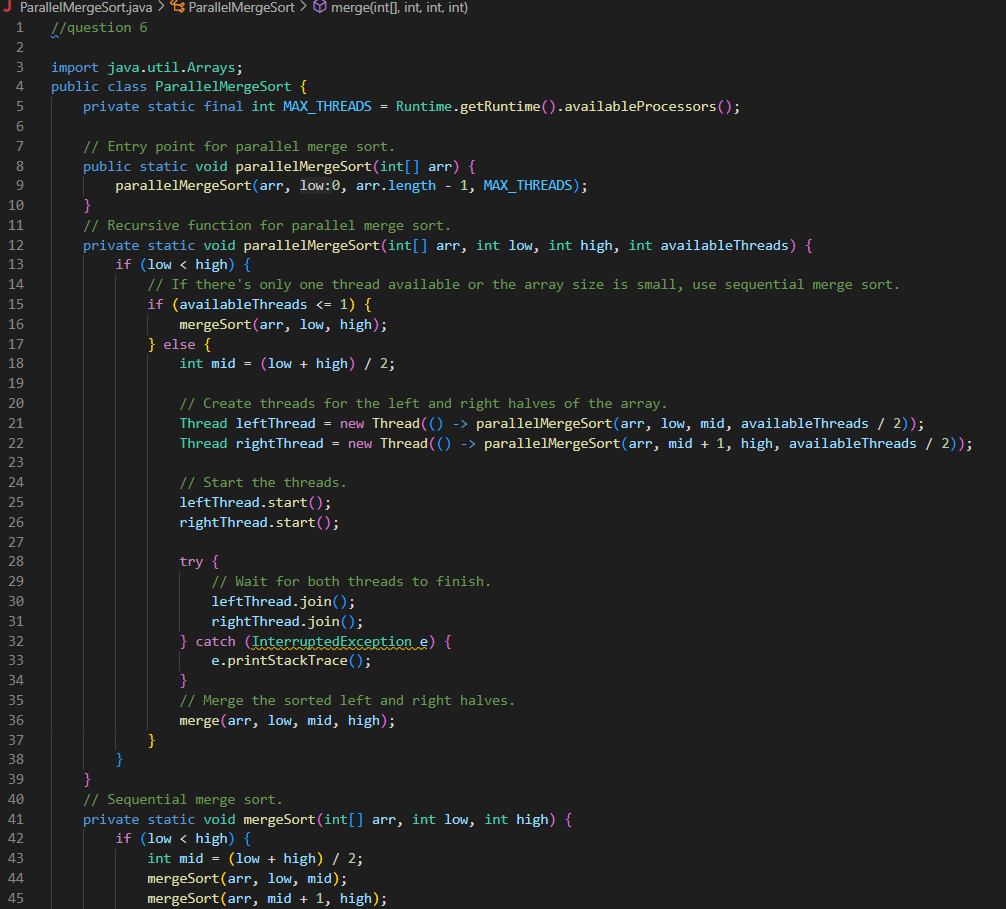 ParallelMergeSort.java > ParallelMergeSort > merge(int[], int, int, int)
1 //question 6
2
3 import java.util.Arrays;
4 public class ParallelMergeSort {
5 private static final int MAX_THREADS = Runtime.getRuntime().availableProcessors();
6
7 // Entry point for parallel merge sort.
8 public static void parallelMergeSort(int[] arr) {
9 parallelMergeSort(arr, low:0, arr.length - 1, MAX_THREADS);
10 }
11 // Recursive function for parallel merge sort.
12 private static void parallelMergeSort(int[] arr, int low, int high, int availableThreads) {
13 if (low < high) {
14 // If there's only one thread available or the array size is small, use sequential merge sort.
15 if (availableThreads <= 1) {
16 mergeSort(arr, low, high);
17 } else {
18 int mid = (low + high) / 2;
19
20 // Create threads for the left and right halves of the array.
21 Thread leftThread = new Thread(() -> parallelMergeSort(arr, low, mid, availableThreads / 2));
22 Thread rightThread = new Thread(() -> parallelMergeSort(arr, mid + 1, high, availableThreads / 2));
23
24 // Start the threads.
25 leftThread.start();
26 rightThread.start();
27
28 try {
29 // Wait for both threads to finish.
30 leftThread.join();
31 rightThread.join();
32 } catch (InterruptedException e) {
33 e.printStackTrace();
34 }
35 // Merge the sorted left and right halves.
36 merge(arr, low, mid, high);
37 }
38 }
39 }
40 // Sequential merge sort.
41 private static void mergeSort(int[] arr, int low, int high) {
42 if (low < high) {
43 int mid = (low + high) / 2;
44 mergeSort(arr, low, mid);
45 mergeSort(arr, mid + 1, high);